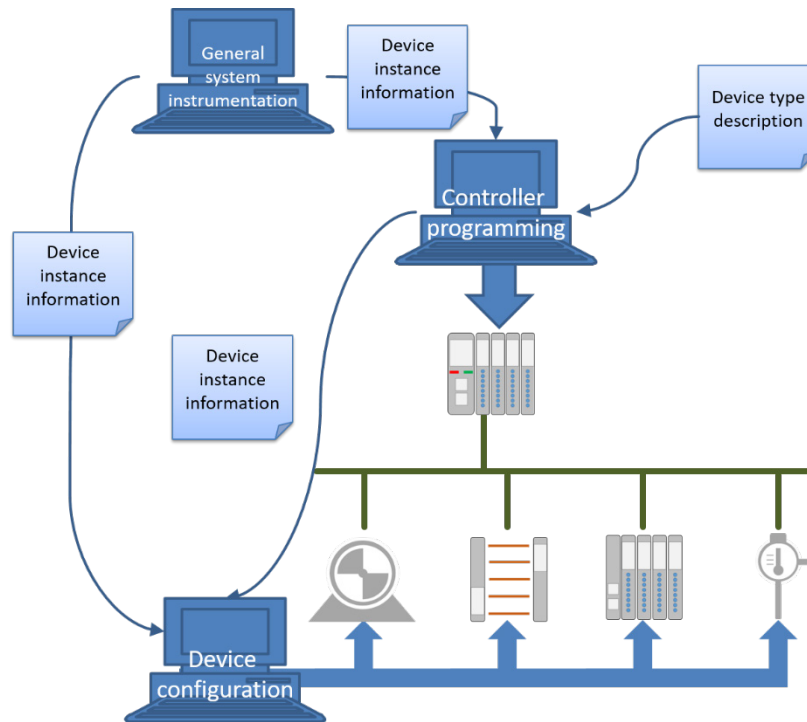 General
system
instrumentation
Device
instance
information
Device type
description
Controller
programming
Device
instance
information
Device
instance
information
Device
configuration